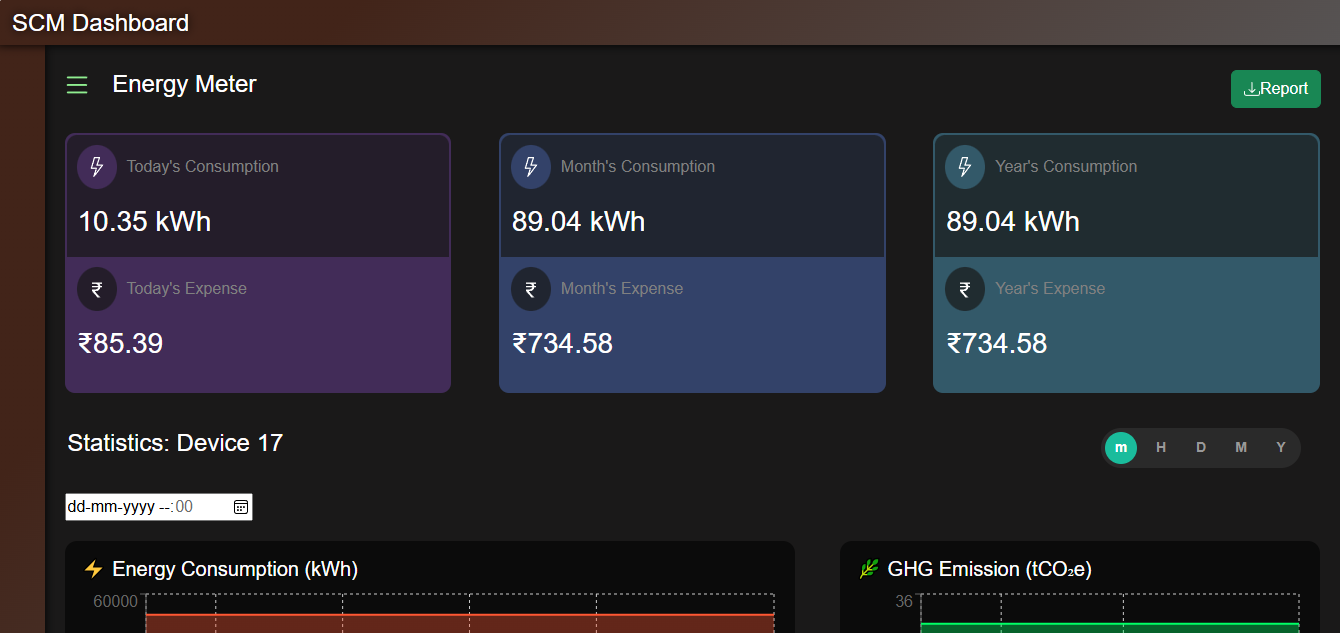 SCM Dashboard
Energy Meter
Report
Today's Consumption
10.35 kWh
Today's Expense
₹85.39
Month's Consumption
89.04 kWh
Month's Expense
₹734.58
Year's Consumption
89.04 kWh
Year's Expense
₹734.58
Statistics: Device 17
m H D M Y
dd-mm-yyyy --:00
Energy Consumption (kWh)
60000
GHG Emission (tCO₂e)
36